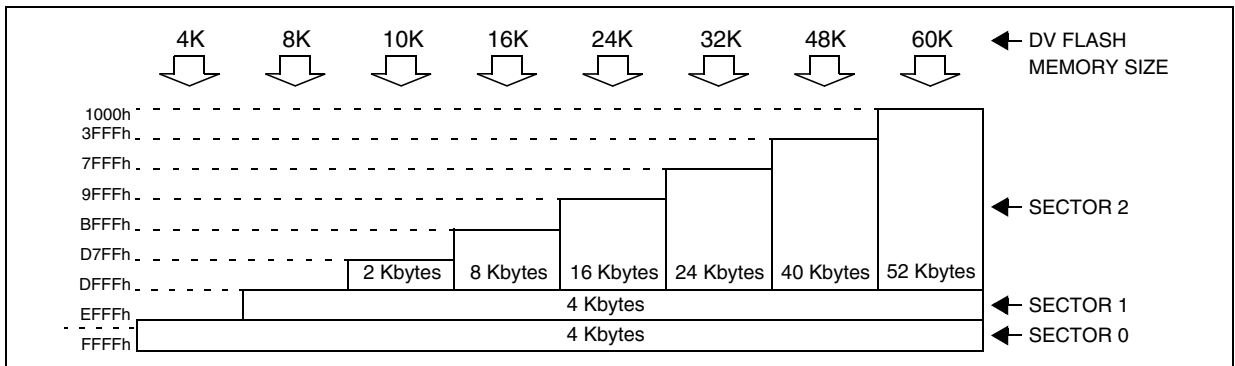 4K 8K 10K 16K 24K 32K 48K 60K DV FLASH
MEMORY SIZE
1000h
3FFFh
7FFFh
9FFFh
SECTOR 2
BFFFh
D7FFh
2 Kbytes 8 Kbytes 16 Kbytes 24 Kbytes 40 Kbytes 52 Kbytes
DFFFh
4 Kbytes SECTOR 1
EFFFh
4 Kbytes SECTOR 0
FFFFh